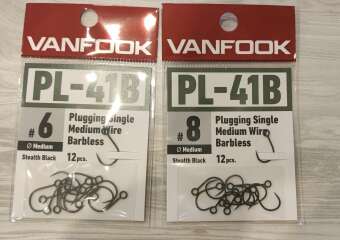 VANFOOK
PL-41B
#6
Ø Medium
Stealth Black
Plugging Single
Medium Wire
Barbless
12pcs.
VANFOOK
PL-41B
#8
Ø Medium
Stealth Black
Plugging Single
Medium Wire
Barbless
12pcs.